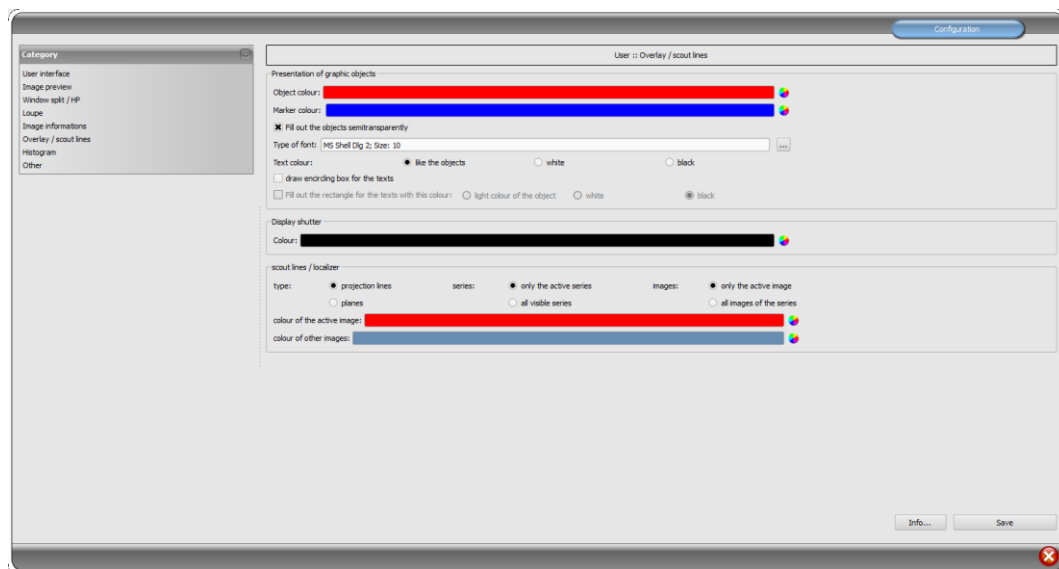 Configuration
Category
User interface
Image preview
Window split / HP
Loupe
Image informations
Overlay / scout lines
Histogram
Other
User :: Overlay / scout lines
Presentation of graphic objects
Object colour:
Marker colour:
Fill out the objects semitransparently
Type of font: MS Shell Dlg 2; Size: 10 ...
Text colour: like the objects white black
draw encircling box for the texts
Fill out the rectangle for the texts with this colour: light colour of the object white black
Display shutter
Colour:
scout lines / localizer
type: projection lines series: only the active series images: only the active image
planes all visible series all images of the series
colour of the active image:
colour of other images:
Info... Save